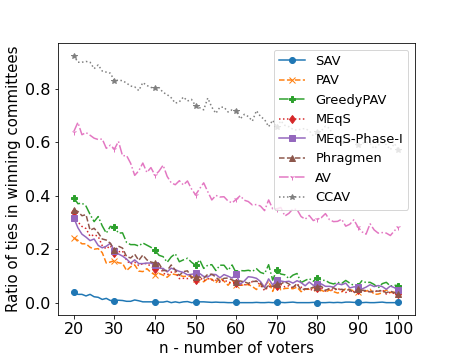 Ratio of ties in winning committees
0.8
0.6
0.4
0.2
0.0
SAV
PAV
GreedyPAV
MEqS
MEqS-Phase-I
Phragmen
AV
CCAV
20 30 40 50 60 70 80 90 100
n - number of voters